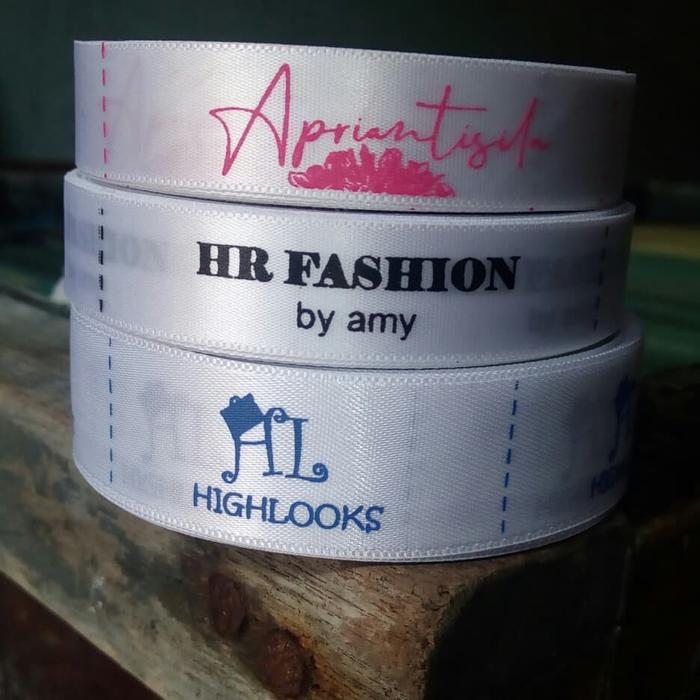 Apriantisila
HR FASHION
by amy
HL
HIGHLOOKS